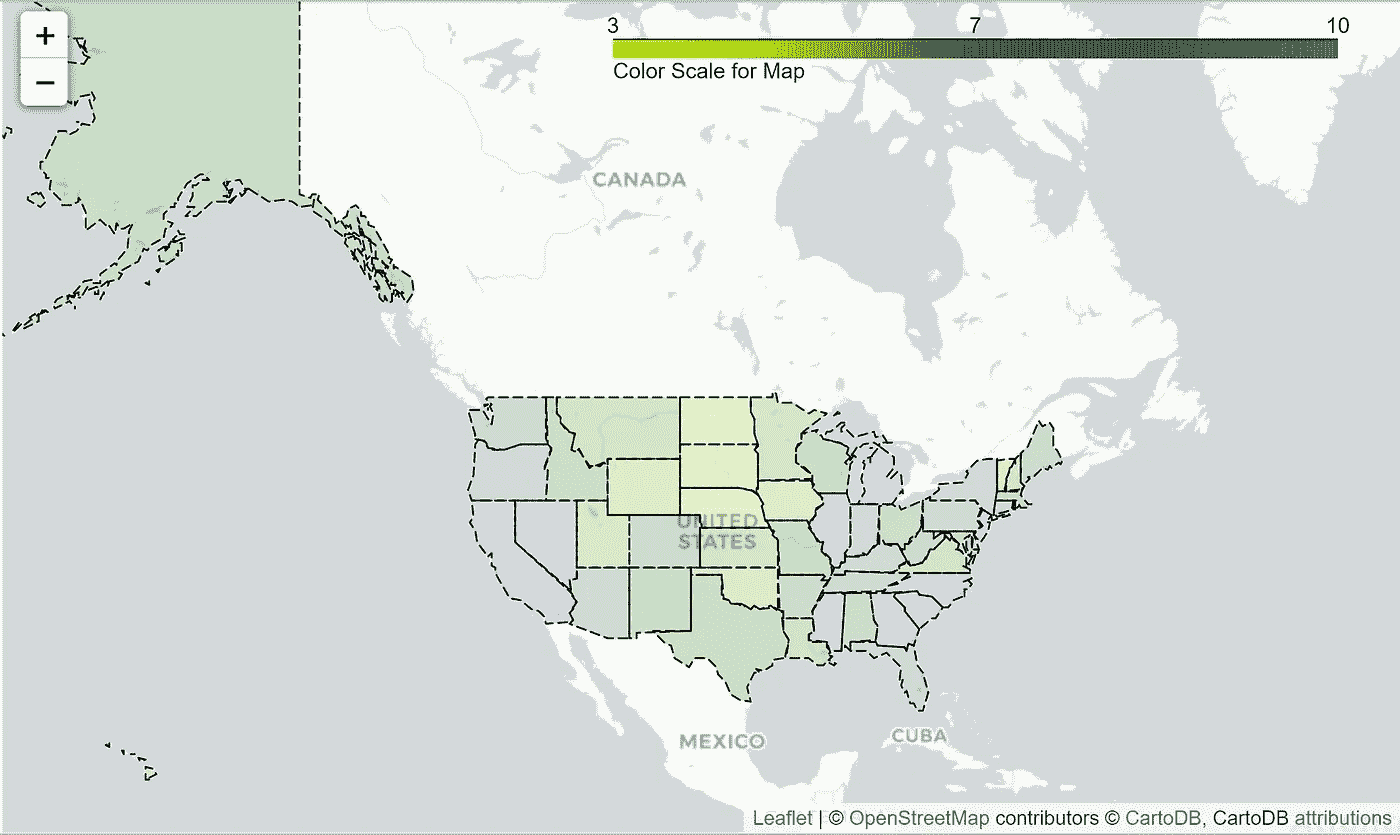 +
−
3 7 10
Color Scale for Map
CANADA
UNITED
STATES
MEXICO
CUBA
Leaflet | © OpenStreetMap contributors © CartoDB, CartoDB attributions